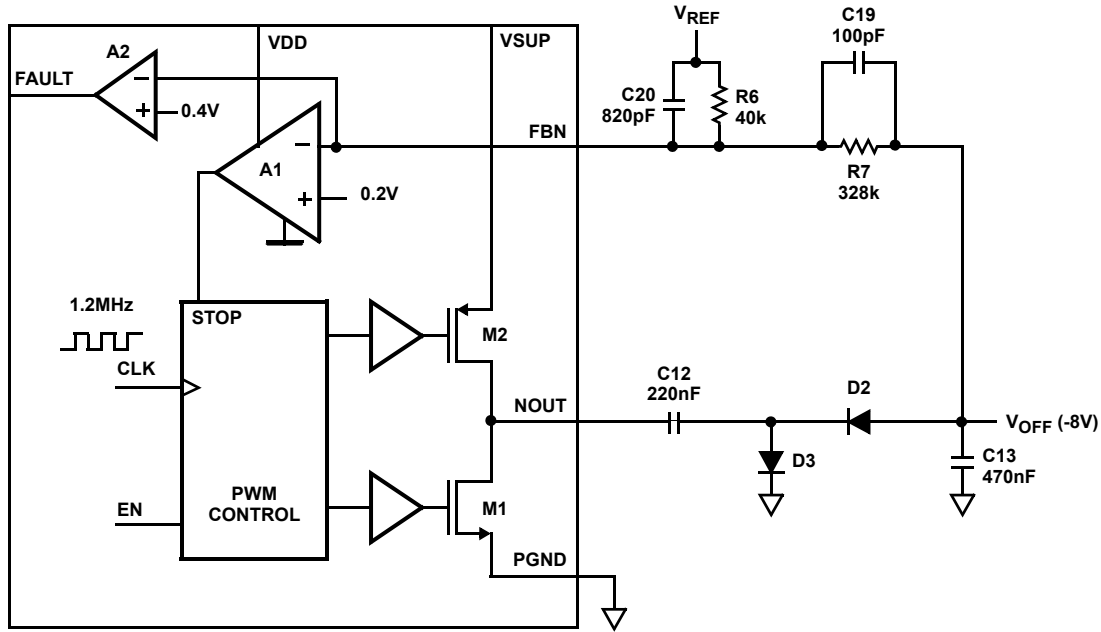 VREF
C19
100pF
A2
VDD
VSUP
FAULT
−
+
0.4V
C20
820pF
R6
40k
FBN
−
A1
+
0.2V
R7
328k
1.2MHz
STOP
M2
CLK
C12
220nF
D2
NOUT
VOFF (-8V)
D3
C13
470nF
EN
PWM
CONTROL
M1
PGND